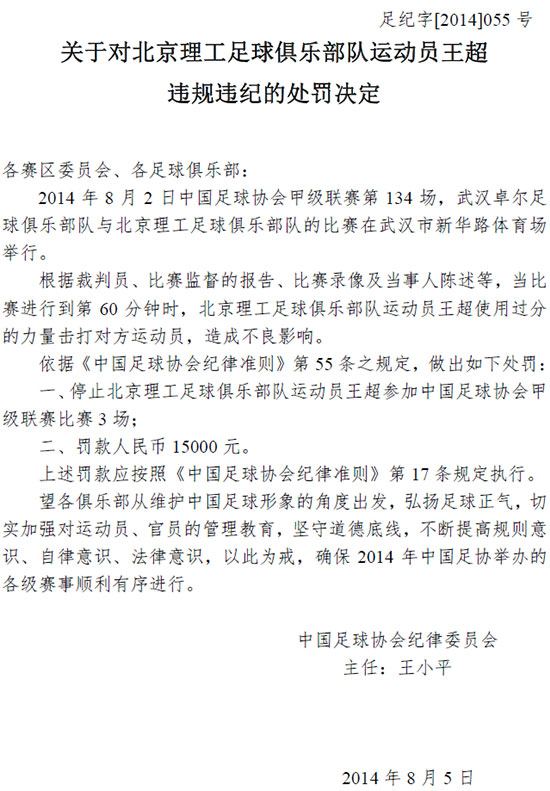 足纪字[2014]055 号
关于对北京理工足球俱乐部队运动员王超
违规违纪的处罚决定
各赛区委员会、各足球俱乐部：
2014 年 8 月 2 日中国足球协会甲级联赛第 134 场，武汉卓尔足
球俱乐部队与北京理工足球俱乐部队的比赛在武汉市新华路体育场
举行。
根据裁判员、比赛监督的报告、比赛录像及当事人陈述等，当比
赛进行到第 60 分钟时，北京理工足球俱乐部队运动员王超使用过分
的力量击打对方运动员，造成不良影响。
依据《中国足球协会纪律准则》第 55 条之规定，做出如下处罚：
一、停止北京理工足球俱乐部队运动员王超参加中国足球协会甲
级联赛比赛 3 场；
二、罚款人民币 15000 元。
上述罚款应按照《中国足球协会纪律准则》第 17 条规定执行。
望各俱乐部从维护中国足球形象的角度出发，弘扬足球正气，切
实加强对运动员、官员的管理教育，坚守道德底线，不断提高规则意
识、自律意识、法律意识，以此为戒，确保 2014 年中国足协举办的
各级赛事顺利有序进行。
中国足球协会纪律委员会
主任：王小平
2014 年 8 月 5 日